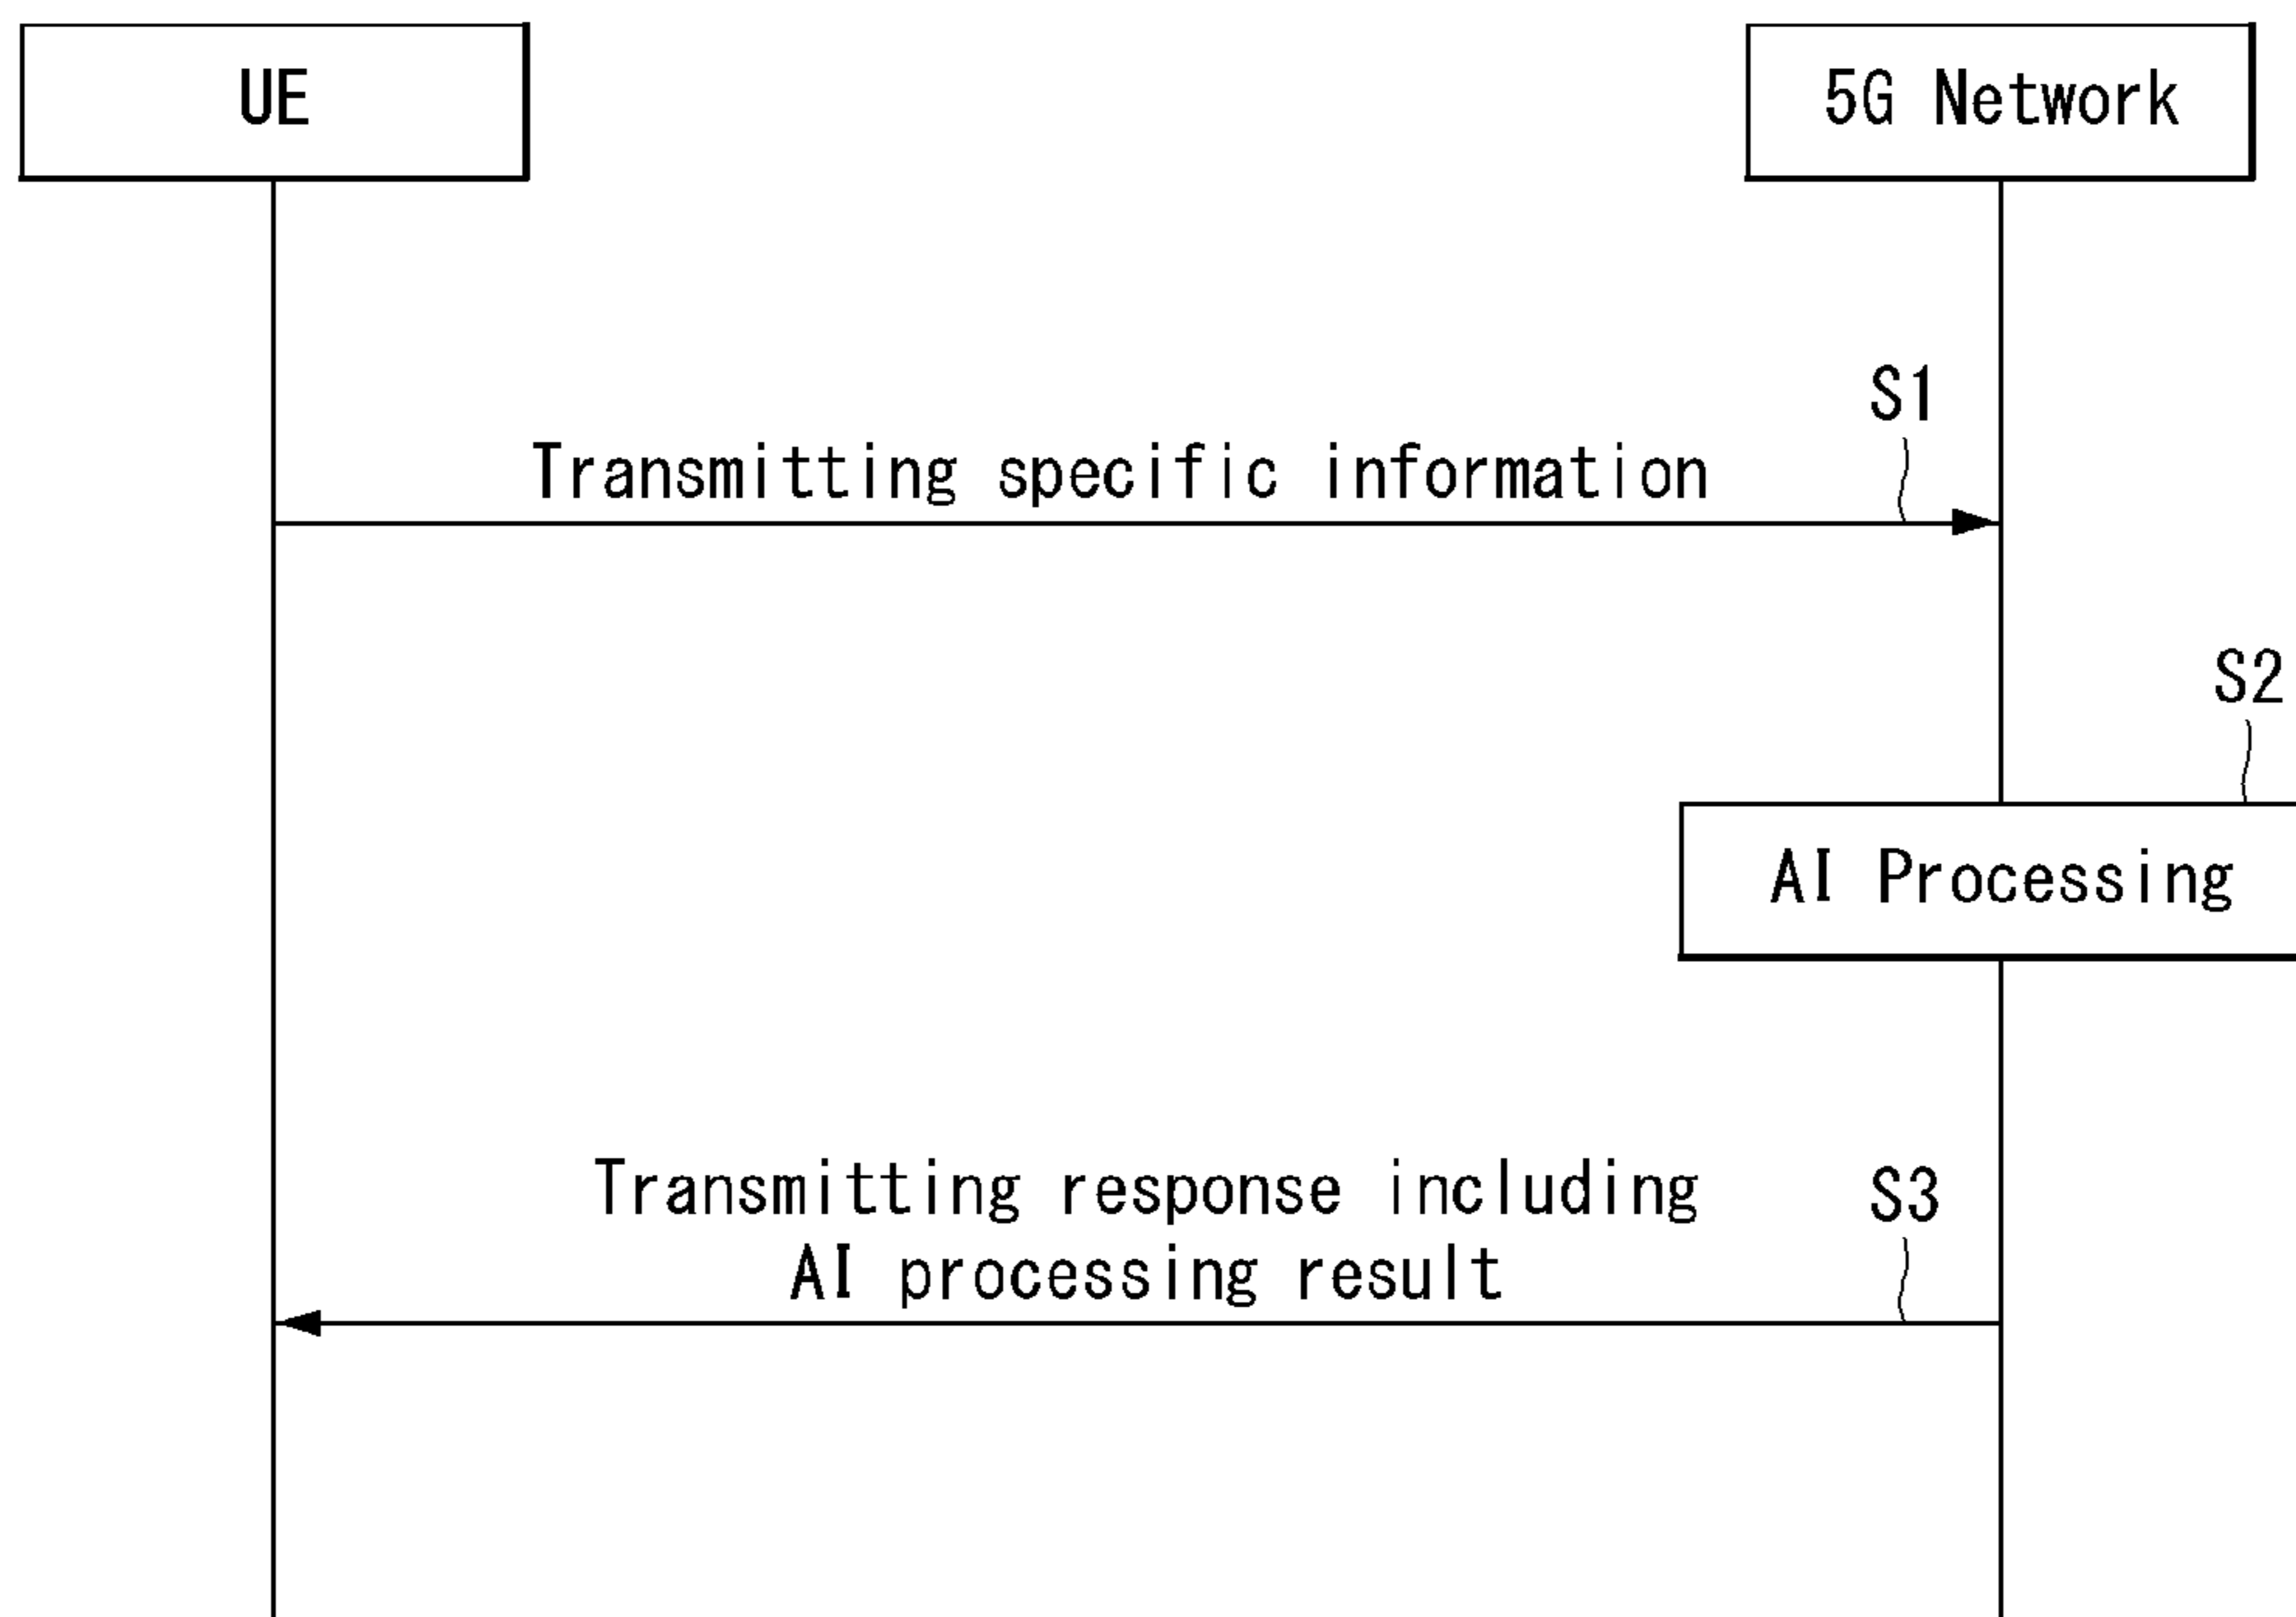 UE
5G Network
S1
Transmitting specific information
S2
AI Processing
Transmitting response including
S3
AI processing result